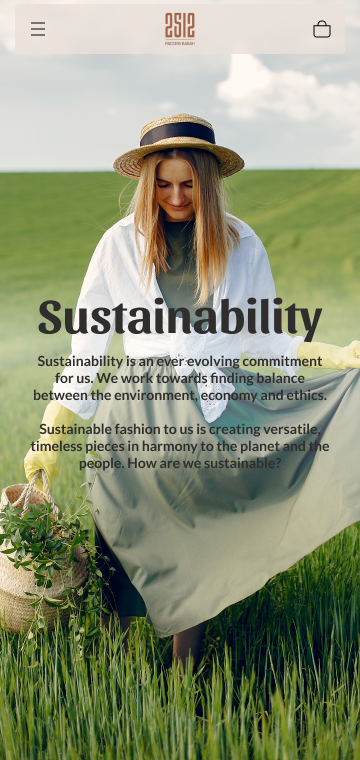 2S12
Sustainability
Sustainability is an ever evolving commitment
for us. We work towards finding balance
between the environment, economy and ethics.
Sustainable fashion to us is creating versatile,
timeless pieces in harmony to the planet and the
people. How are we sustainable?